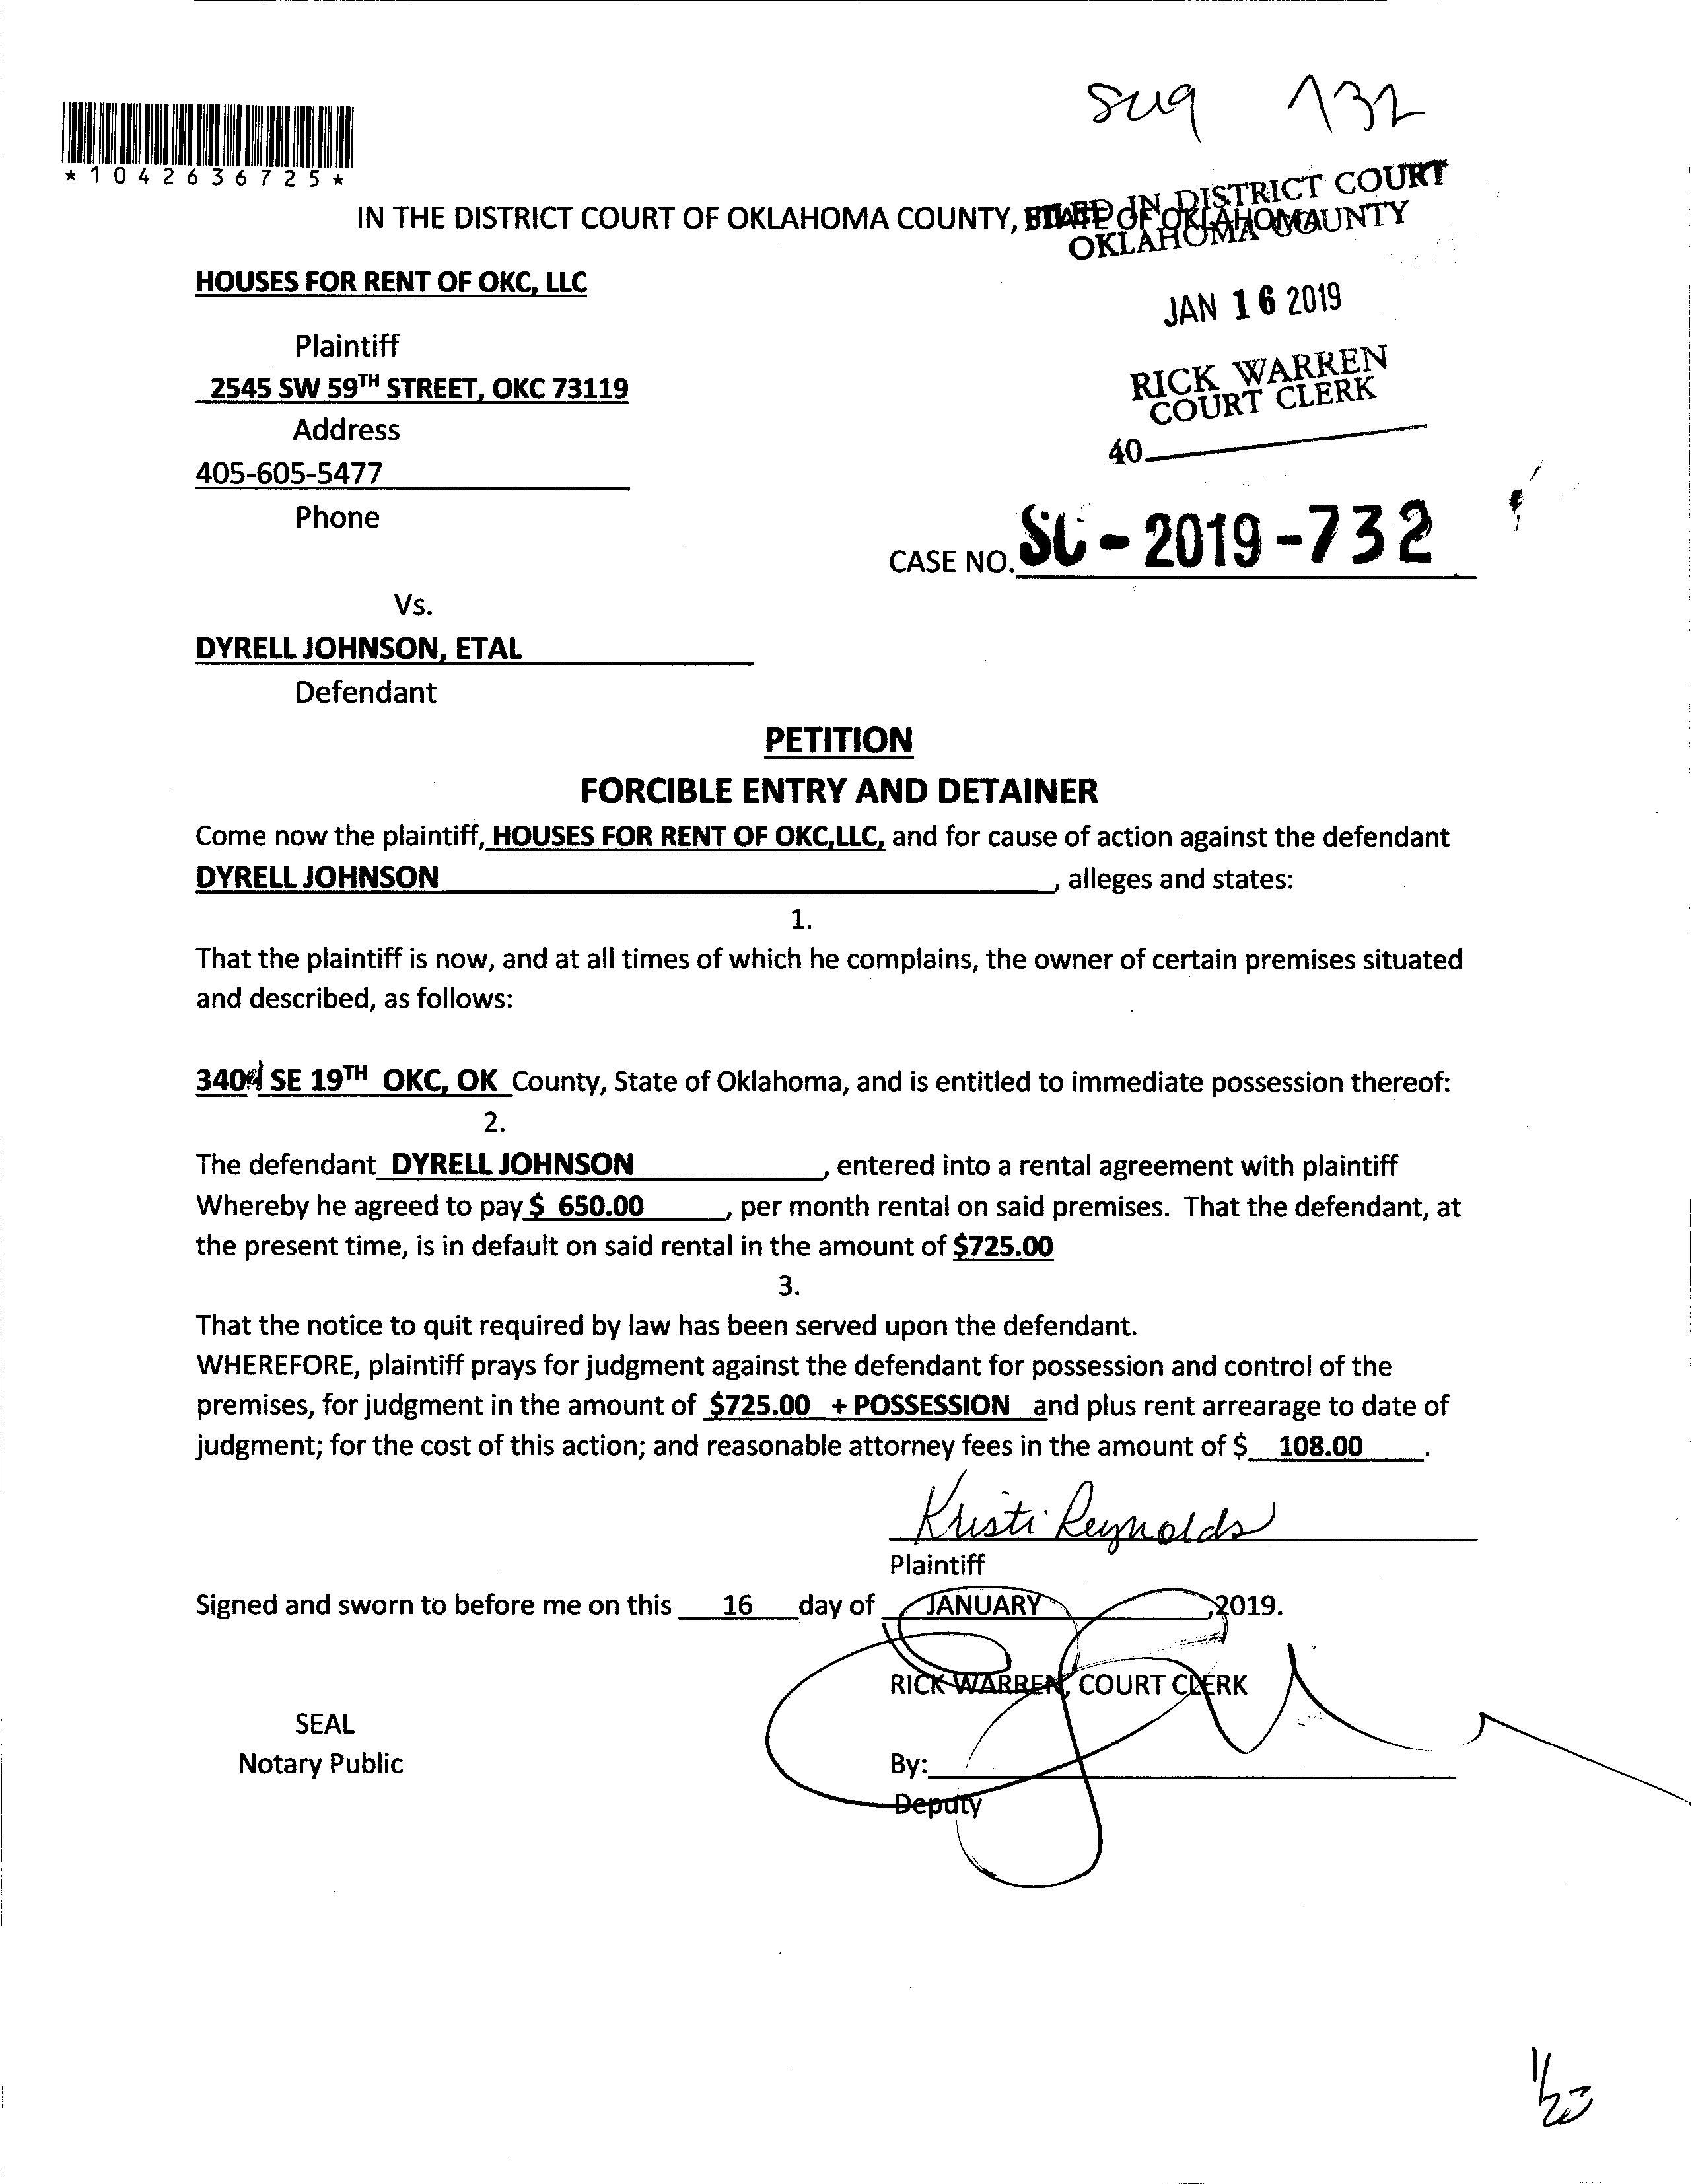 132
*1042636725*
FILED IN DISTRICT COURT
OKLAHOMA COUNTY
IN THE DISTRICT COURT OF OKLAHOMA COUNTY, STATE OF OKLAHOMA
HOUSES FOR RENT OF OKC, LLC
JAN 16 2019
Plaintiff
RICK WARREN
COURT CLERK
2545 SW 59TH STREET, OKC 73119
Address
40
405-605-5477
Phone
CASE NO. SC-2019-732
Vs.
DYRELL JOHNSON, ETAL
Defendant
PETITION
FORCIBLE ENTRY AND DETAINER
Come now the plaintiff, HOUSES FOR RENT OF OKC,LLC, and for cause of action against the defendant
DYRELL JOHNSON, alleges and states:
1.
That the plaintiff is now, and at all times of which he complains, the owner of certain premises situated
and described, as follows:
SE 19TH OKC, OK County, State of Oklahoma, and is entitled to immediate possession thereof:
2.
The defendant DYRELL JOHNSON, entered into a rental agreement with plaintiff
Whereby he agreed to pay $ 650.00, per month rental on said premises. That the defendant, at
the present time, is in default on said rental in the amount of $725.00
3.
That the notice to quit required by law has been served upon the defendant.
WHEREFORE, plaintiff prays for judgment against the defendant for possession and control of the
premises, for judgment in the amount of $725.00 + POSSESSION and plus rent arrearage to date of
judgment; for the cost of this action; and reasonable attorney fees in the amount of $ 108.00.
Kristi Reynolds
Plaintiff
Signed and sworn to before me on this 16 day of JANUARY, 2019.
RICK WARREN, COURT CLERK
SEAL
Notary Public
By:
Deputy
1/23